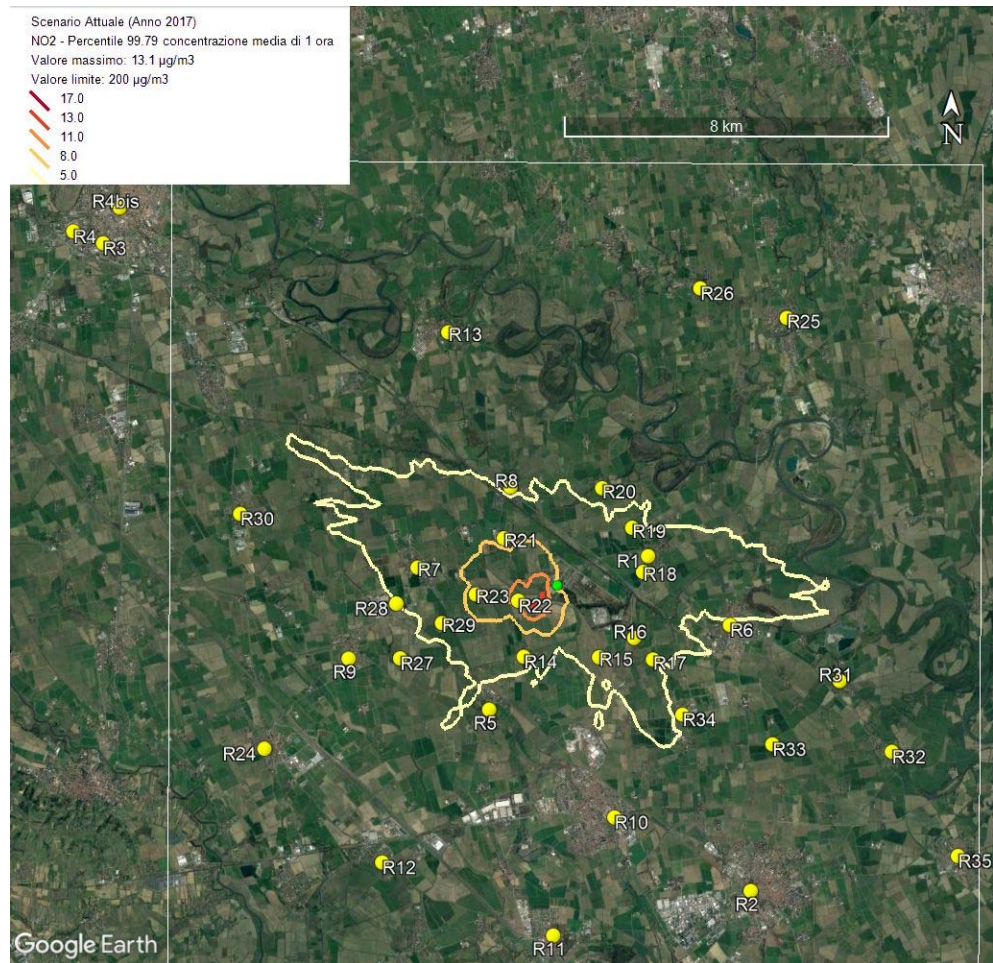 Scenario Attuale (Anno 2017)
NO2 - Percentile 99.79 concentrazione media di 1 ora
Valore massimo: 13.1 µg/m3
Valore limite: 200 µg/m3
17.0
13.0
11.0
8.0
5.0
8 km
N
R4bis
R4
R3
R26
R25
R13
R8
R20
R30
R19
R21
R1
R18
R7
R23
R22
R28
R29
R6
R16
R9
R27
R14
R15
R17
R31
R5
R34
R24
R33
R32
R10
R12
R35
R2
R11
Google Earth